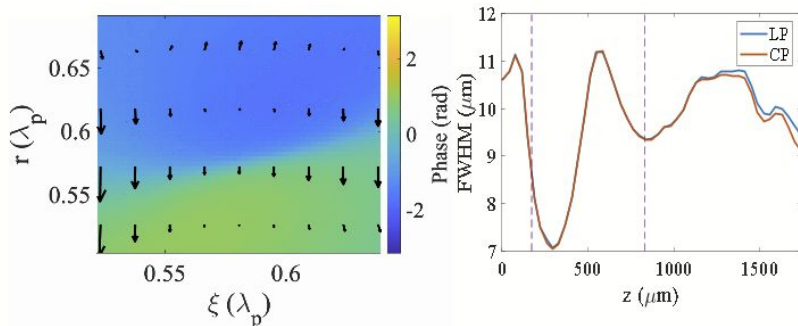 0.65
0.6
0.55
r (λp)
0.55
0.6
ξ (λp)
2
0
-2
Phase (rad)
12
11
10
9
8
7
FWHM (μm)
LP
CP
0
500
1000
1500
z (μm)